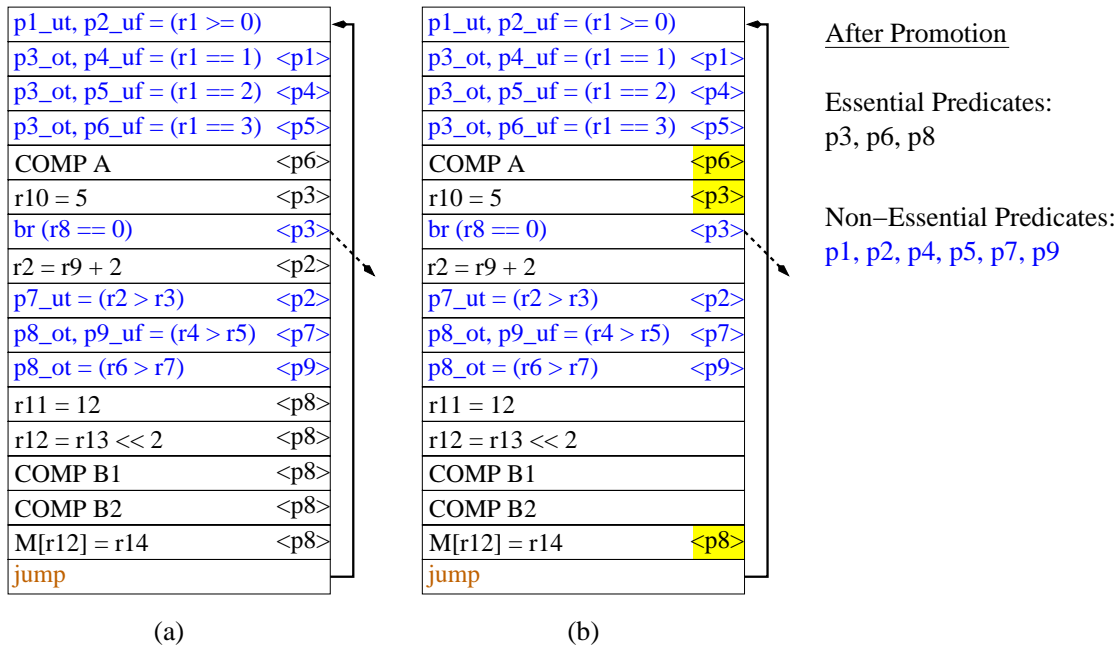 p1_ut, p2_uf = (r1 >= 0)
p3_ot, p4_uf = (r1 == 1) <p1>
p3_ot, p5_uf = (r1 == 2) <p4>
p3_ot, p6_uf = (r1 == 3) <p5>
COMP A <p6>
r10 = 5 <p3>
br (r8 == 0) <p3>
r2 = r9 + 2 <p2>
p7_ut = (r2 > r3) <p2>
p8_ot, p9_uf = (r4 > r5) <p7>
p8_ot = (r6 > r7) <p9>
r11 = 12 <p8>
r12 = r13 << 2 <p8>
COMP B1 <p8>
COMP B2 <p8>
M[r12] = r14 <p8>
jump
(a)
p1_ut, p2_uf = (r1 >= 0)
p3_ot, p4_uf = (r1 == 1) <p1>
p3_ot, p5_uf = (r1 == 2) <p4>
p3_ot, p6_uf = (r1 == 3) <p5>
COMP A <p6>
r10 = 5 <p3>
br (r8 == 0) <p3>
r2 = r9 + 2
p7_ut = (r2 > r3) <p2>
p8_ot, p9_uf = (r4 > r5) <p7>
p8_ot = (r6 > r7) <p9>
r11 = 12
r12 = r13 << 2
COMP B1
COMP B2
M[r12] = r14 <p8>
jump
(b)
After Promotion
Essential Predicates:
p3, p6, p8
Non−Essential Predicates:
p1, p2, p4, p5, p7, p9